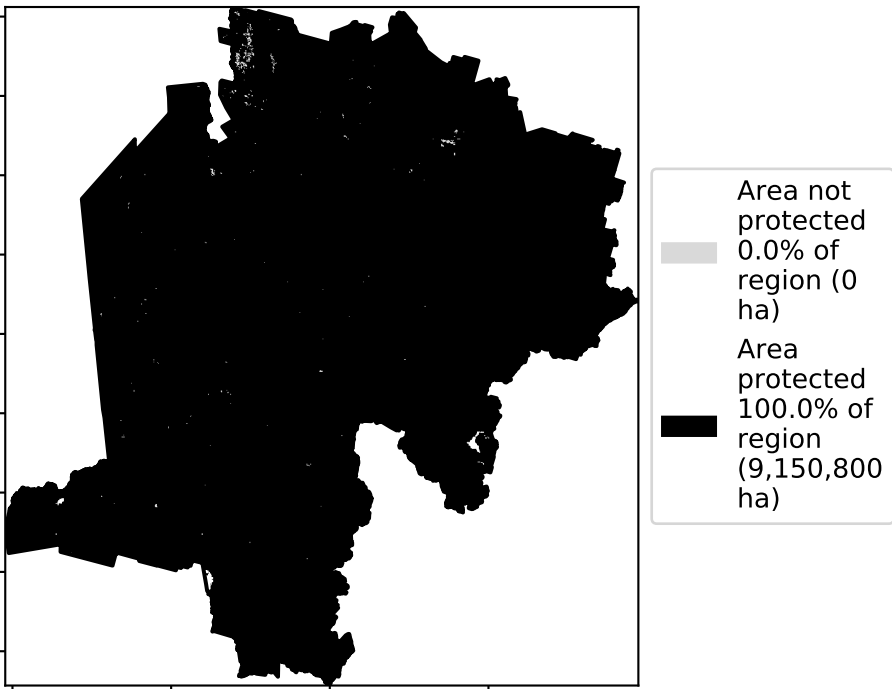 Area not
protected
0.0% of
region (0
ha)
Area
protected
100.0% of
region
(9,150,800
ha)